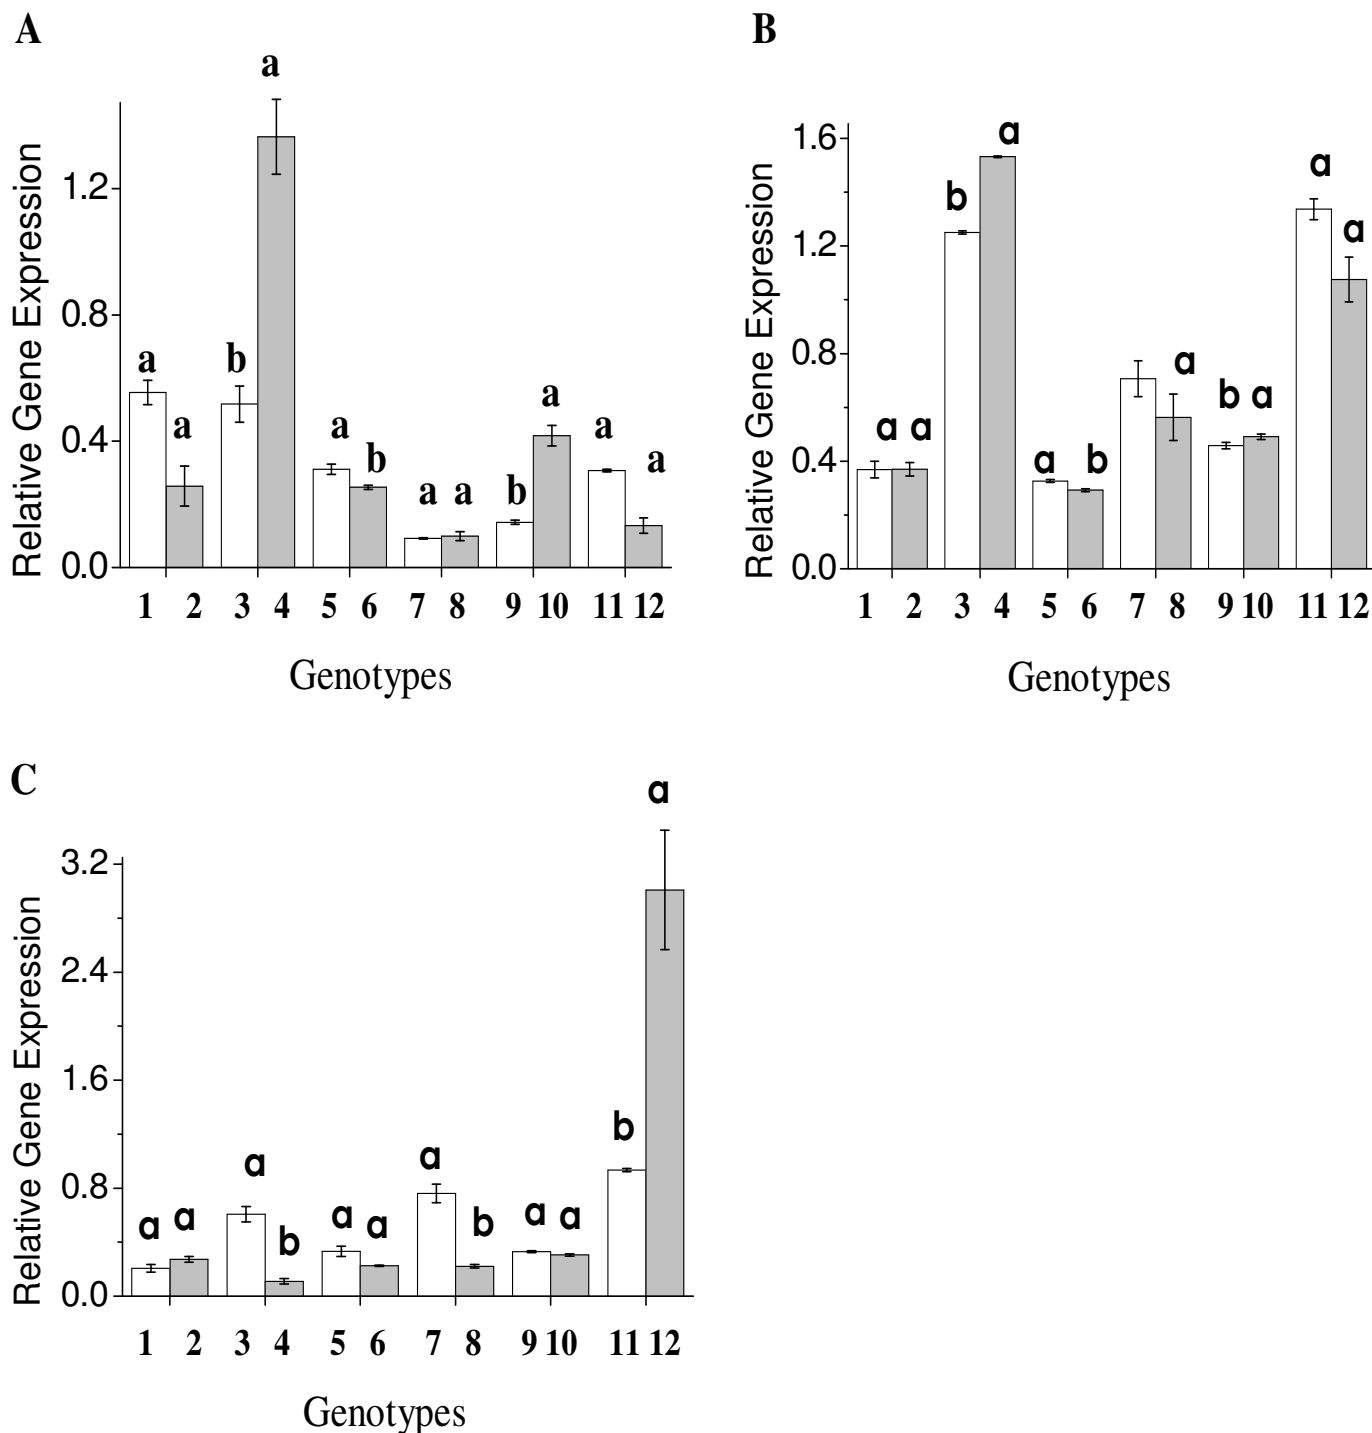 A
a
Relative Gene Expression
1.2
0.8
0.4
0.0
a a b a b a a b a a a
1 2 3 4 5 6 7 8 9 10 11 12
Genotypes
B
Relative Gene Expression
1.6
1.2
0.8
0.4
0.0
a a b a a b a b a a a
1 2 3 4 5 6 7 8 9 10 11 12
Genotypes
C
Relative Gene Expression
3.2
2.4
1.6
0.8
0.0
a a a b a a a b a a b a
1 2 3 4 5 6 7 8 9 10 11 12
Genotypes